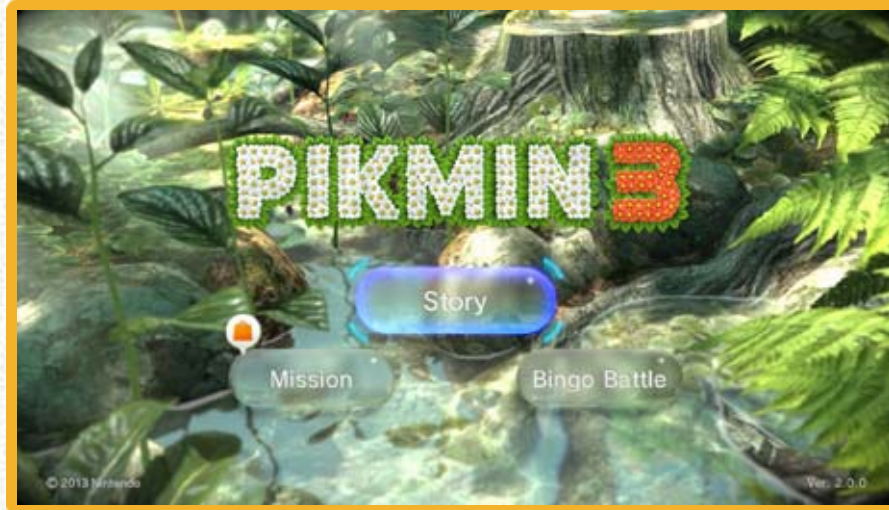 PIKMIN 3
Story
Mission
Bingo Battle
© 2013 Nintendo
Ver. 2.0.0